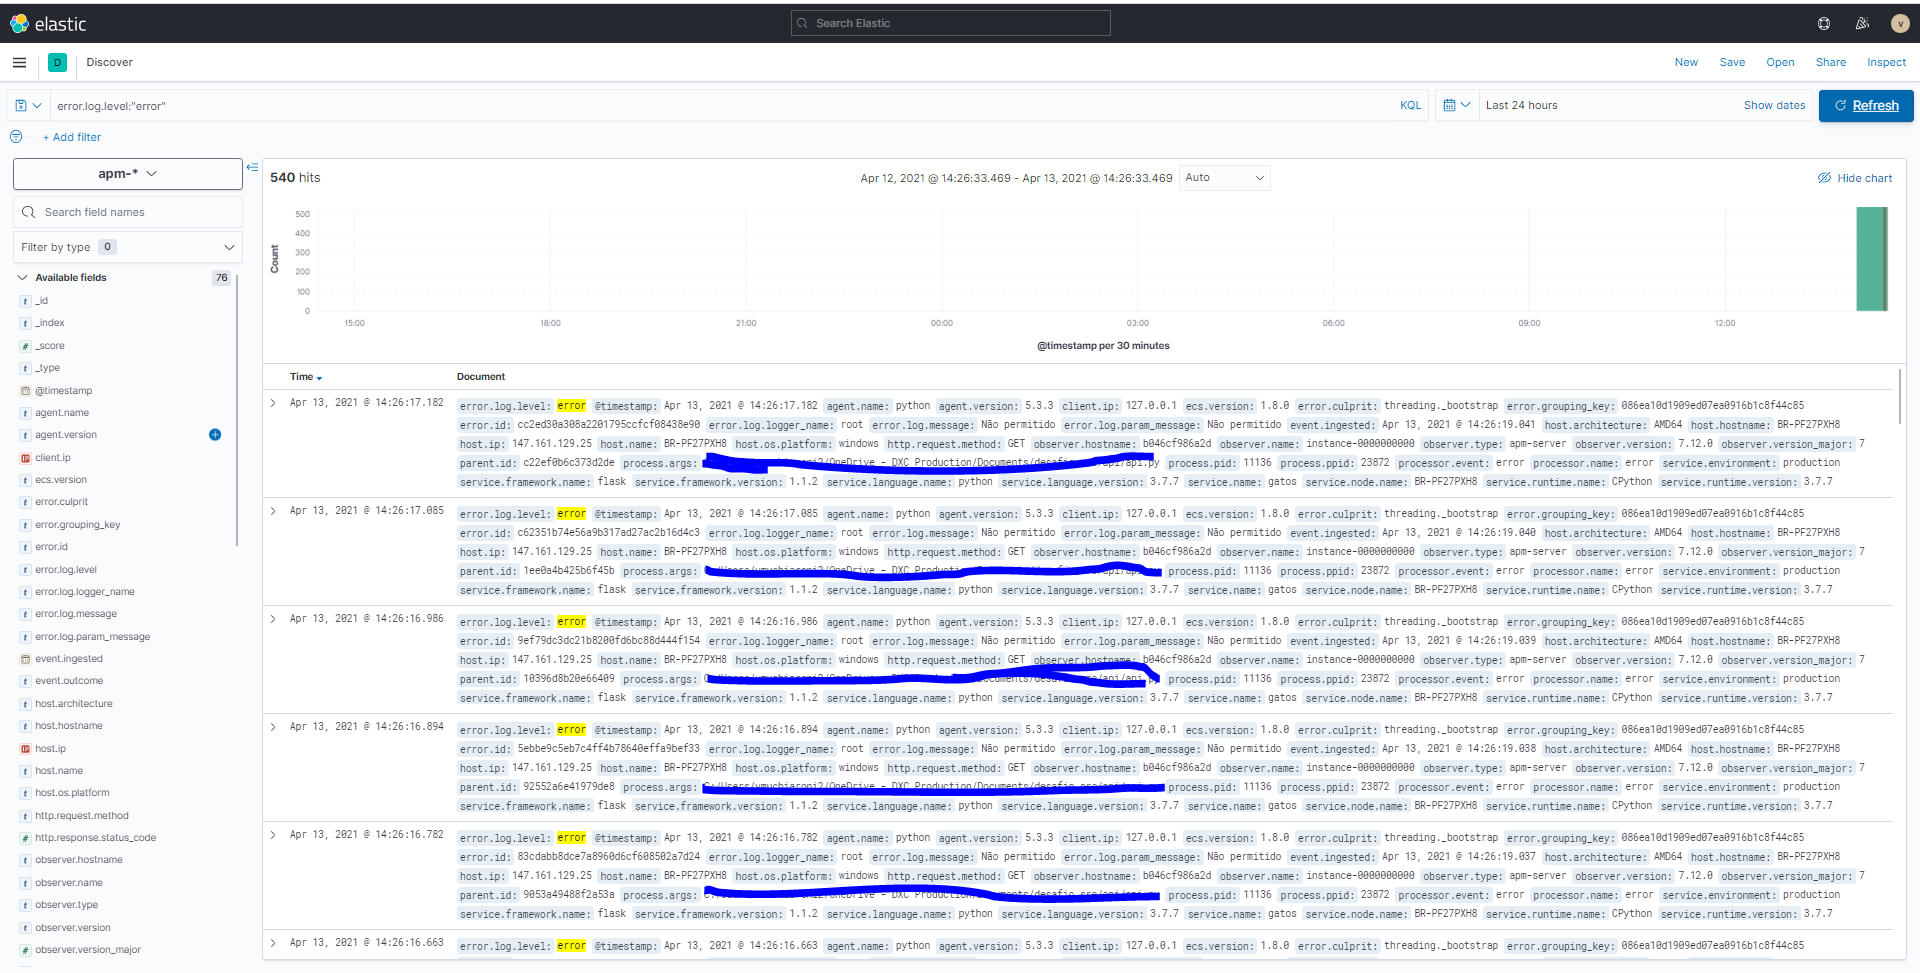 elastic
Search Elastic
v
D
Discover
New Save Open Share Inspect
error.log.level:"error"
KQL
Last 24 hours
Show dates
Refresh
+ Add filter
apm-*
Search field names
Filter by type 0
Available fields 76
t _id
t _index
# _score
t _type
@timestamp
t agent.name
t agent.version
IP client.ip
t ecs.version
t error.culprit
t error.grouping_key
t error.id
t error.log.level
t error.log.logger_name
t error.log.message
t error.log.param_message
event.ingested
t event.outcome
t host.architecture
t host.hostname
IP host.ip
t host.name
t host.os.platform
t http.request.method
# http.response.status_code
t observer.hostname
t observer.name
t observer.type
t observer.version
# observer.version_major
540 hits
Apr 12, 2021 @ 14:26:33.469 - Apr 13, 2021 @ 14:26:33.469
Auto
Hide chart
Count
500
400
300
200
100
0
15:00 18:00 21:00 00:00 03:00 06:00 09:00 12:00
@timestamp per 30 minutes
Time Document
Apr 13, 2021 @ 14:26:17.182
error.log.level: error @timestamp: Apr 13, 2021 @ 14:26:17.182 agent.name: python agent.version: 5.3.3 client.ip: 127.0.0.1 ecs.version: 1.8.0 error.culprit: threading._bootstrap error.grouping_key: 086ea10d1909ed07ea0916b1c8f44c85
error.id: cc2ed30a308a2201795ccfcf08438e90 error.log.logger_name: root error.log.message: Não permitido error.log.param_message: Não permitido event.ingested: Apr 13, 2021 @ 14:26:19.041 host.architecture: AMD64 host.hostname: BR-PF27PXH8
host.ip: 147.161.129.25 host.name: BR-PF27PXH8 host.os.platform: windows http.request.method: GET observer.hostname: b046cf986a2d observer.name: instance-0000000000 observer.type: apm-server observer.version: 7.12.0 observer.version_major: 7
parent.id: c22ef0b6c373d2de process.args: OneDrive - DXC Production/Documents/ api.py process.pid: 11136 process.ppid: 23872 processor.event: error processor.name: error service.environment: production
service.framework.name: flask service.framework.version: 1.1.2 service.language.name: python service.language.version: 3.7.7 service.name: gatos service.node.name: BR-PF27PXH8 service.runtime.name: CPython service.runtime.version: 3.7.7
Apr 13, 2021 @ 14:26:17.085
error.log.level: error @timestamp: Apr 13, 2021 @ 14:26:17.085 agent.name: python agent.version: 5.3.3 client.ip: 127.0.0.1 ecs.version: 1.8.0 error.culprit: threading._bootstrap error.grouping_key: 086ea10d1909ed07ea0916b1c8f44c85
error.id: c62351b74e56a9b317ad27ac2b16d4c3 error.log.logger_name: root error.log.message: Não permitido error.log.param_message: Não permitido event.ingested: Apr 13, 2021 @ 14:26:19.040 host.architecture: AMD64 host.hostname: BR-PF27PXH8
host.ip: 147.161.129.25 host.name: BR-PF27PXH8 host.os.platform: windows http.request.method: GET observer.hostname: b046cf986a2d observer.name: instance-0000000000 observer.type: apm-server observer.version: 7.12.0 observer.version_major: 7
parent.id: 1ee0a4b425b6f45b process.args: process.pid: 11136 process.ppid: 23872 processor.event: error processor.name: error service.environment: production
service.framework.name: flask service.framework.version: 1.1.2 service.language.name: python service.language.version: 3.7.7 service.name: gatos service.node.name: BR-PF27PXH8 service.runtime.name: CPython service.runtime.version: 3.7.7
Apr 13, 2021 @ 14:26:16.986
error.log.level: error @timestamp: Apr 13, 2021 @ 14:26:16.986 agent.name: python agent.version: 5.3.3 client.ip: 127.0.0.1 ecs.version: 1.8.0 error.culprit: threading._bootstrap error.grouping_key: 086ea10d1909ed07ea0916b1c8f44c85
error.id: 9ef79dc3dc21b8200fd6bc88d444f154 error.log.logger_name: root error.log.message: Não permitido error.log.param_message: Não permitido event.ingested: Apr 13, 2021 @ 14:26:19.039 host.architecture: AMD64 host.hostname: BR-PF27PXH8
host.ip: 147.161.129.25 host.name: BR-PF27PXH8 host.os.platform: windows http.request.method: GET observer.hostname: b046cf986a2d observer.name: instance-0000000000 observer.type: apm-server observer.version: 7.12.0 observer.version_major: 7
parent.id: 10396d8b20e66409 process.args: process.pid: 11136 process.ppid: 23872 processor.event: error processor.name: error service.environment: production
service.framework.name: flask service.framework.version: 1.1.2 service.language.name: python service.language.version: 3.7.7 service.name: gatos service.node.name: BR-PF27PXH8 service.runtime.name: CPython service.runtime.version: 3.7.7
Apr 13, 2021 @ 14:26:16.894
error.log.level: error @timestamp: Apr 13, 2021 @ 14:26:16.894 agent.name: python agent.version: 5.3.3 client.ip: 127.0.0.1 ecs.version: 1.8.0 error.culprit: threading._bootstrap error.grouping_key: 086ea10d1909ed07ea0916b1c8f44c85
error.id: 5ebbe9c5eb7c4ff4b78640effa9bef33 error.log.logger_name: root error.log.message: Não permitido error.log.param_message: Não permitido event.ingested: Apr 13, 2021 @ 14:26:19.038 host.architecture: AMD64 host.hostname: BR-PF27PXH8
host.ip: 147.161.129.25 host.name: BR-PF27PXH8 host.os.platform: windows http.request.method: GET observer.hostname: b046cf986a2d observer.name: instance-0000000000 observer.type: apm-server observer.version: 7.12.0 observer.version_major: 7
parent.id: 92552a6e41979de8 process.args: process.pid: 11136 process.ppid: 23872 processor.event: error processor.name: error service.environment: production
service.framework.name: flask service.framework.version: 1.1.2 service.language.name: python service.language.version: 3.7.7 service.name: gatos service.node.name: BR-PF27PXH8 service.runtime.name: CPython service.runtime.version: 3.7.7
Apr 13, 2021 @ 14:26:16.782
error.log.level: error @timestamp: Apr 13, 2021 @ 14:26:16.782 agent.name: python agent.version: 5.3.3 client.ip: 127.0.0.1 ecs.version: 1.8.0 error.culprit: threading._bootstrap error.grouping_key: 086ea10d1909ed07ea0916b1c8f44c85
error.id: 83cdabb8dce7a8960d6cf608502a7d24 error.log.logger_name: root error.log.message: Não permitido error.log.param_message: Não permitido event.ingested: Apr 13, 2021 @ 14:26:19.037 host.architecture: AMD64 host.hostname: BR-PF27PXH8
host.ip: 147.161.129.25 host.name: BR-PF27PXH8 host.os.platform: windows http.request.method: GET observer.hostname: b046cf986a2d observer.name: instance-0000000000 observer.type: apm-server observer.version: 7.12.0 observer.version_major: 7
parent.id: 9053a49488f2a53a process.args: process.pid: 11136 process.ppid: 23872 processor.event: error processor.name: error service.environment: production
service.framework.name: flask service.framework.version: 1.1.2 service.language.name: python service.language.version: 3.7.7 service.name: gatos service.node.name: BR-PF27PXH8 service.runtime.name: CPython service.runtime.version: 3.7.7
Apr 13, 2021 @ 14:26:16.663
error.log.level: error @timestamp: Apr 13, 2021 @ 14:26:16.663 agent.name: python agent.version: 5.3.3 client.ip: 127.0.0.1 ecs.version: 1.8.0 error.culprit: threading._bootstrap error.grouping_key: 086ea10d1909ed07ea0916b1c8f44c85